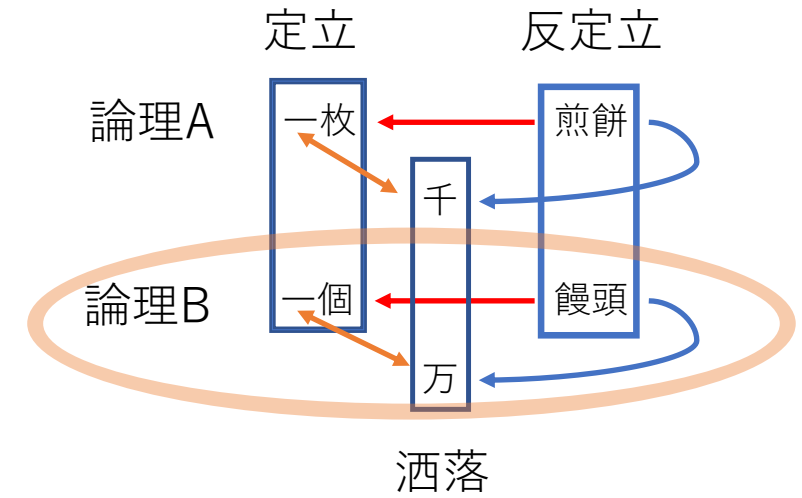 定立 反定立
論理A 一枚 煎餅
千
論理B 一個 饅頭
万
洒落